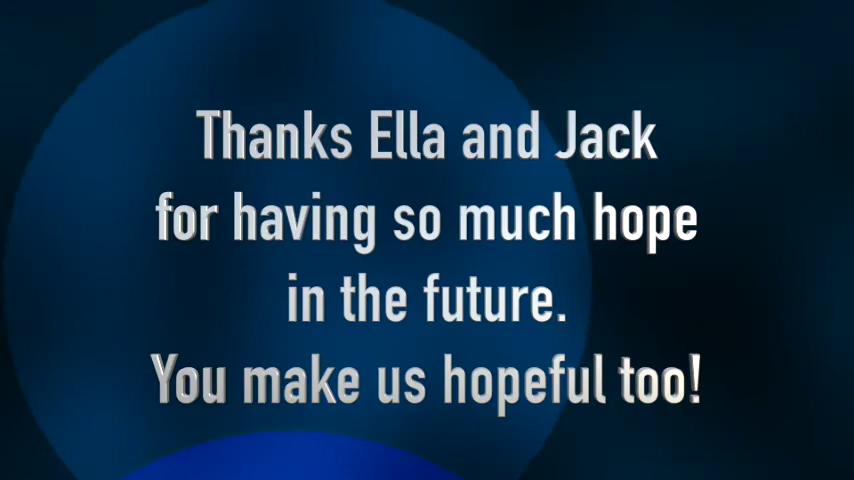 Thanks Ella and Jack
for having so much hope
in the future.
You make us hopeful too!